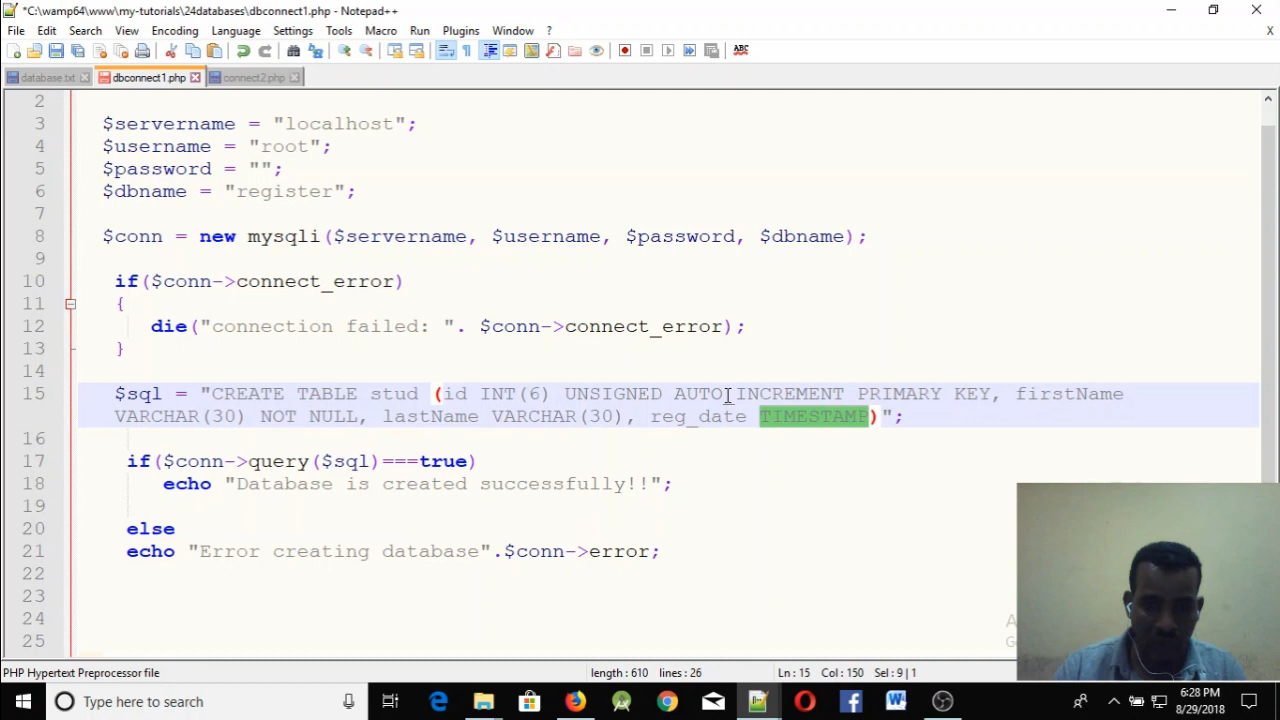 *C:\wamp64\www\my-tutorials\24databases\dbconnect1.php - Notepad++
File Edit Search View Encoding Language Settings Tools Macro Run Plugins Window ? X
database.txt dbconnect1.php connect2.php
2
3 $servername = "localhost";
4 $username = "root";
5 $password = "";
6 $dbname = "register";
7
8 $conn = new mysqli($servername, $username, $password, $dbname);
9
10 if($conn->connect_error)
11 {
12 die("connection failed: ". $conn->connect_error);
13 }
14
15 $sql = "CREATE TABLE stud (id INT(6) UNSIGNED AUTO_INCREMENT PRIMARY KEY, firstName
VARCHAR(30) NOT NULL, lastName VARCHAR(30), reg_date TIMESTAMP)";
16
17 if($conn->query($sql)===true)
18 echo "Database is created successfully!!";
19
20 else
21 echo "Error creating database".$conn->error;
22
23
24
25
PHP Hypertext Preprocessor file length : 610 lines : 26 Ln : 15 Col : 150 Sel : 9 | 1
Type here to search 6:28 PM
8/29/2018